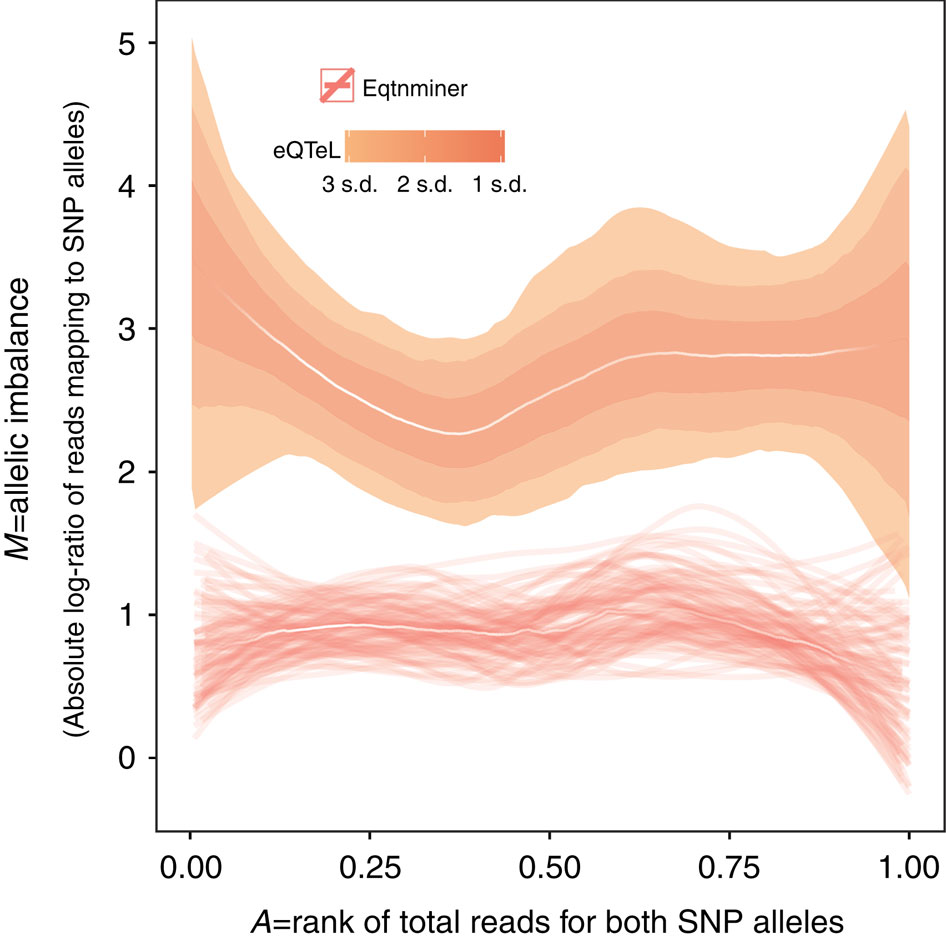 M=allelic imbalance
(Absolute log-ratio of reads mapping to SNP alleles)
5
4
3
2
1
0
Eqtnminer
eQTeL
3 s.d. 2 s.d. 1 s.d.
0.00 0.25 0.50 0.75 1.00
A=rank of total reads for both SNP alleles